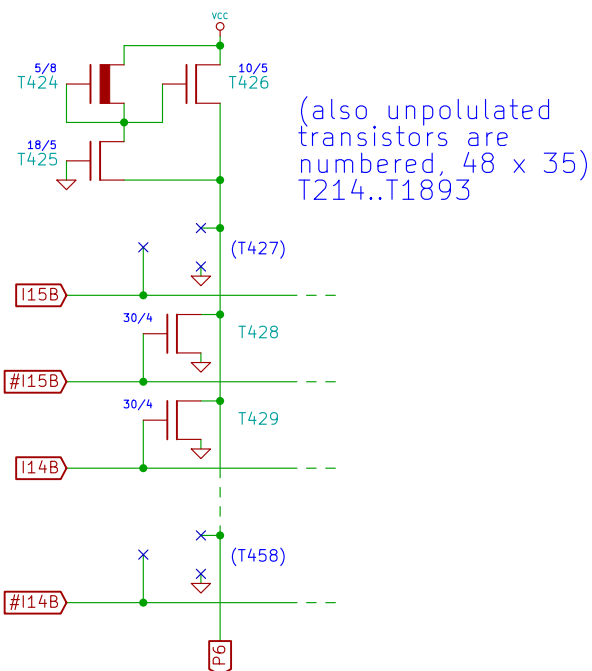 VCC
5/8
T424
10/5
T426
18/5
T425
(also unpolulated
transistors are
numbered, 48 x 35)
T214..T1893
(T427)
I15B
30/4
T428
#I15B
30/4
T429
I14B
(T458)
#I14B
P6